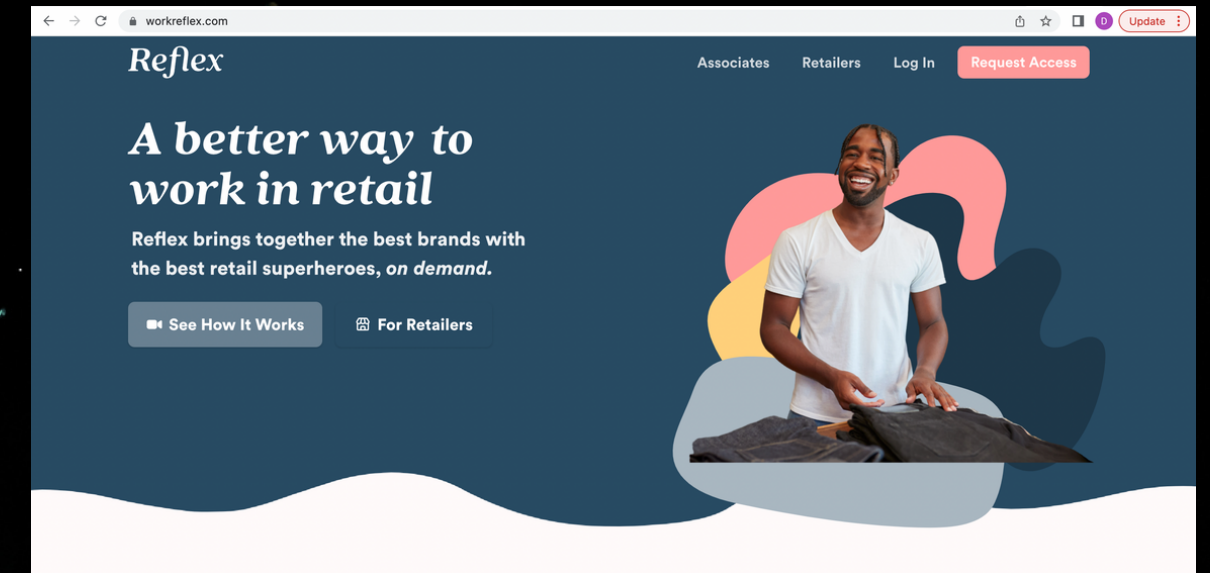 workreflex.com
D
Update
Reflex
Associates
Retailers
Log In
Request Access
A better way to
work in retail
Reflex brings together the best brands with
the best retail superheroes, on demand.
See How It Works
For Retailers